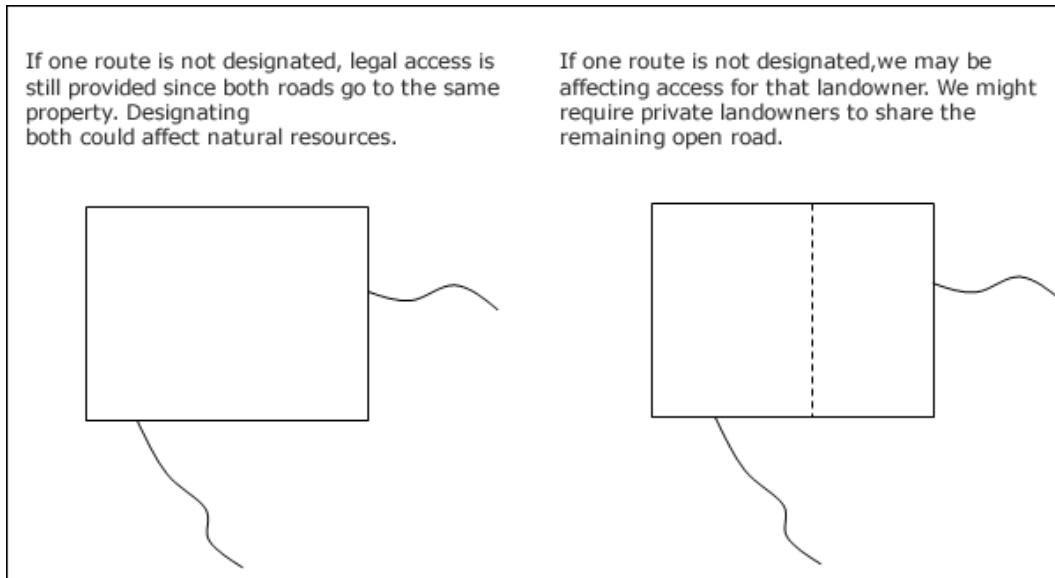 If one route is not designated, legal access is
still provided since both roads go to the same
property. Designating
both could affect natural resources.
If one route is not designated,we may be
affecting access for that landowner. We might
require private landowners to share the
remaining open road.